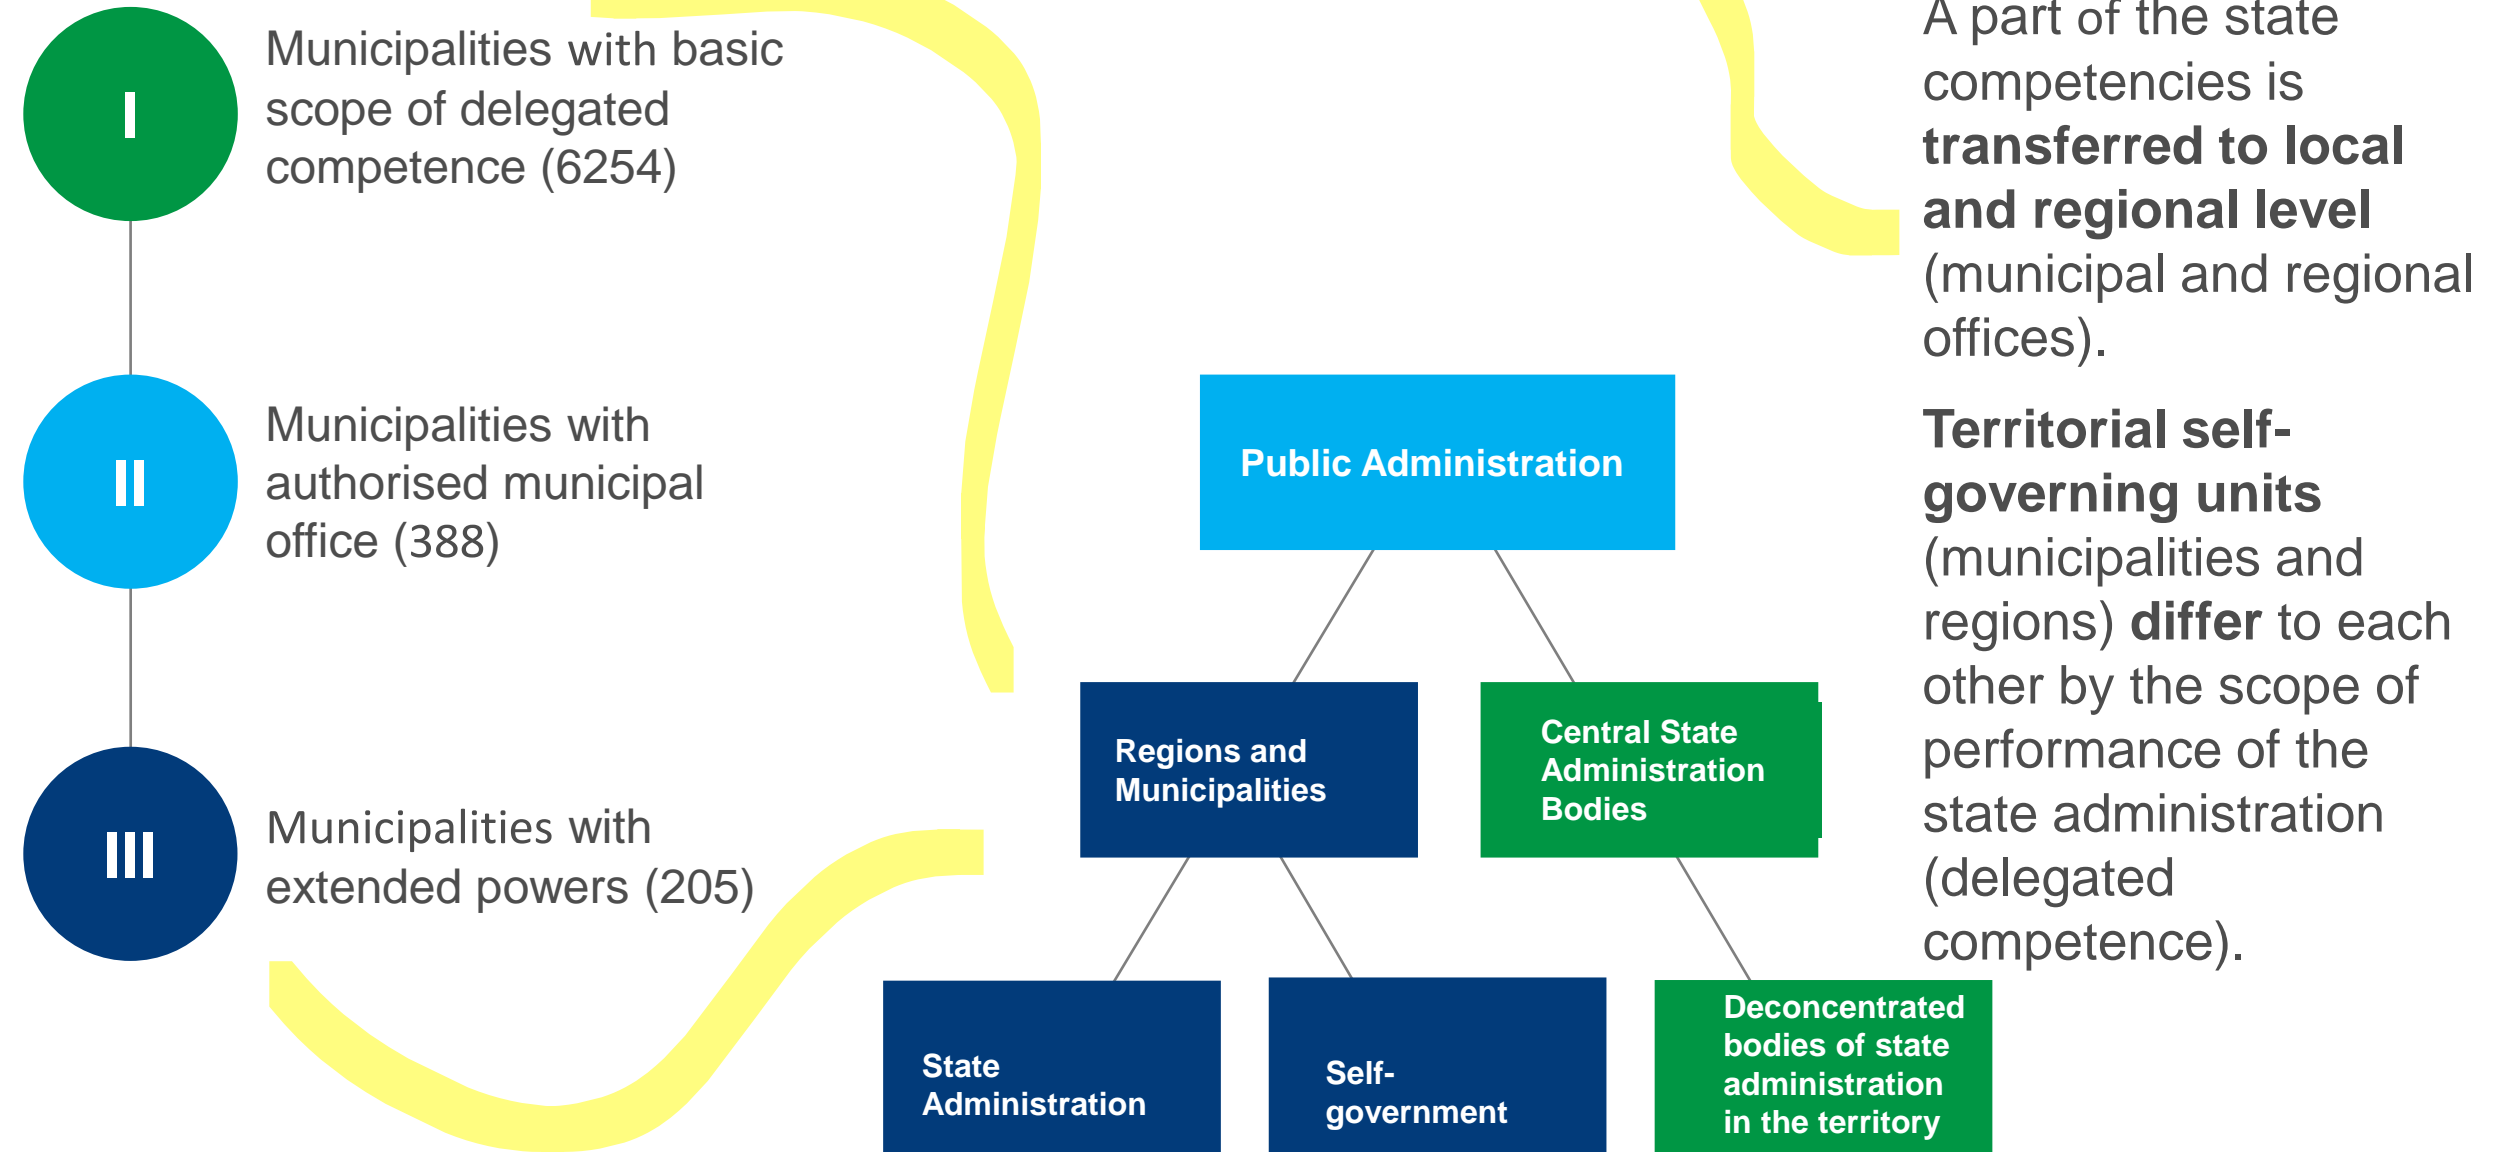 I
Municipalities with basic
scope of delegated
competence (6254)
II
Municipalities with
authorised municipal
office (388)
III
Municipalities with
extended powers (205)
Public Administration
Regions and
Municipalities
Central State
Administration
Bodies
State
Administration
Self-
government
Deconcentrated
bodies of state
administration
in the territory
A part of the state
competencies is
transferred to local
and regional level
(municipal and regional
offices).
Territorial self-
governing units
(municipalities and
regions) differ to each
other by the scope of
performance of the
state administration
(delegated
competence).